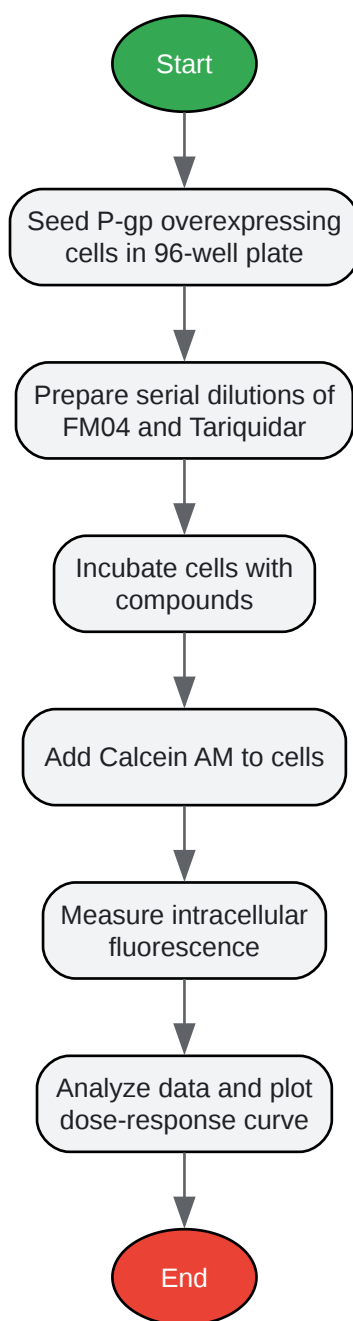 Start
Seed P-gp overexpressing
cells in 96-well plate
Prepare serial dilutions of
FM04 and Tariquidar
Incubate cells with
compounds
Add Calcein AM to cells
Measure intracellular
fluorescence
Analyze data and plot
dose-response curve
End